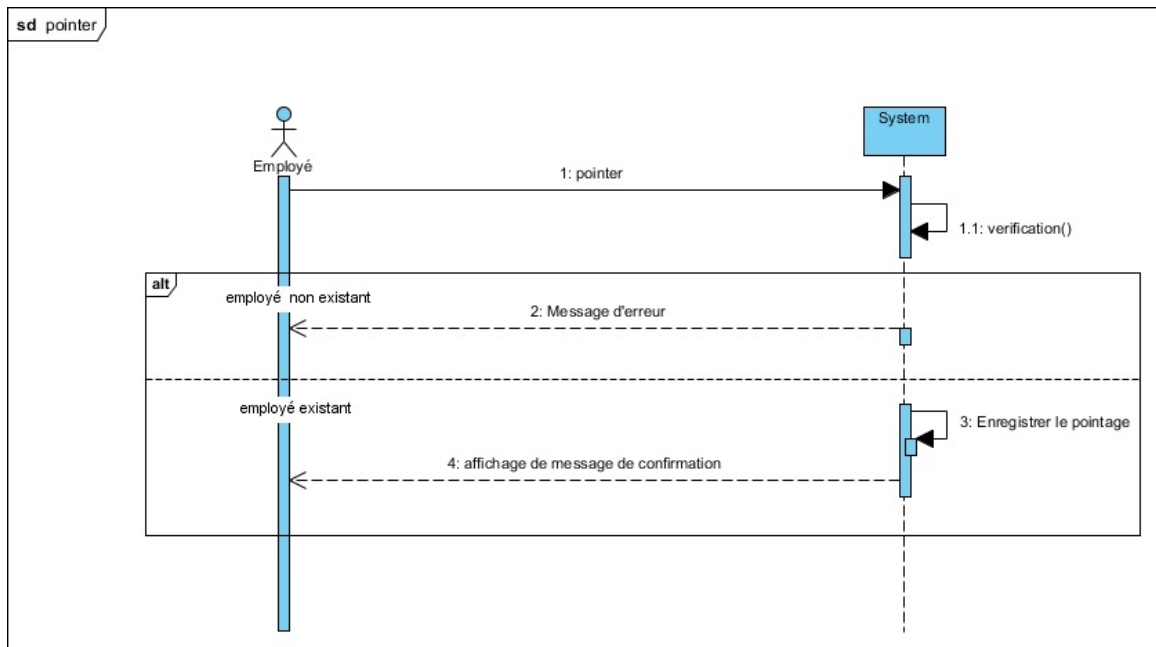 sd pointer
System
Employé
1: pointer
1.1: verification()
alt
employé non existant
2: Message d'erreur
employé existant
3: Enregistrer le pointage
4: affichage de message de confirmation